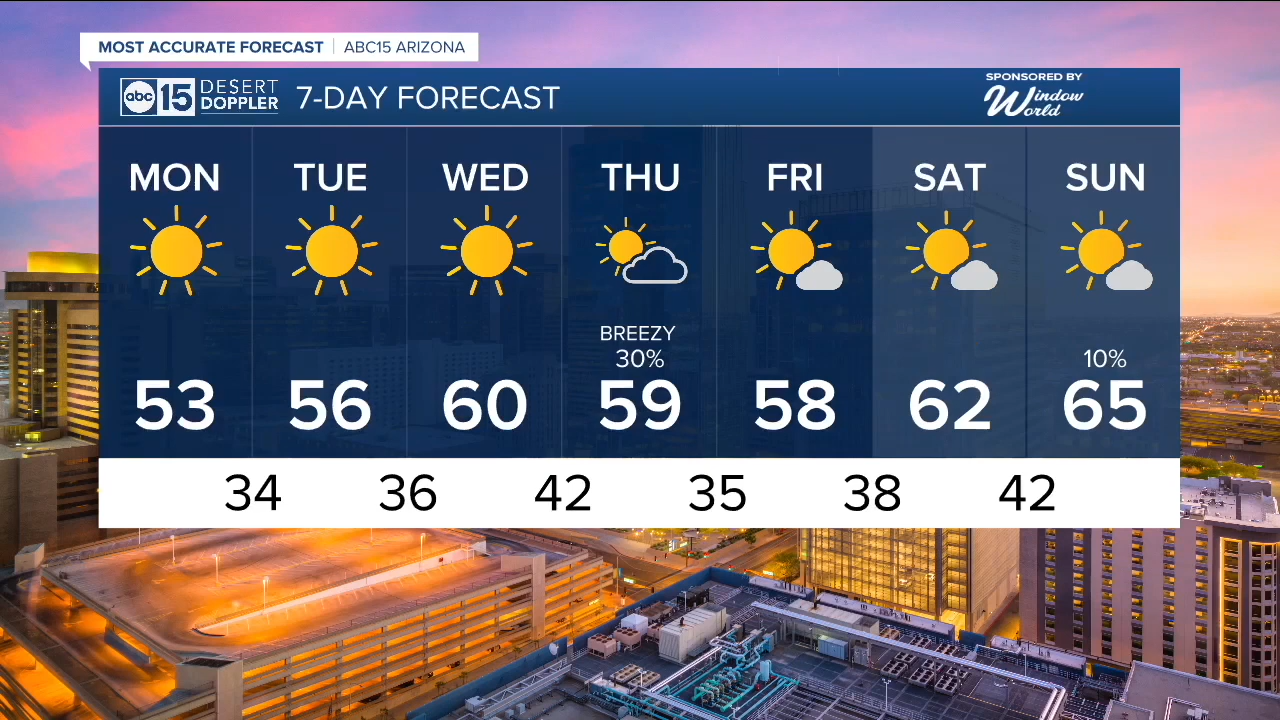 MOST ACCURATE FORECAST | ABC15 ARIZONA
abc 15 DESERT DOPPLER
7-DAY FORECAST
SPONSORED BY
Window World
MON TUE WED THU FRI SAT SUN
BREEZY
30% 10%
53 56 60 59 58 62 65
34 36 42 35 38 42